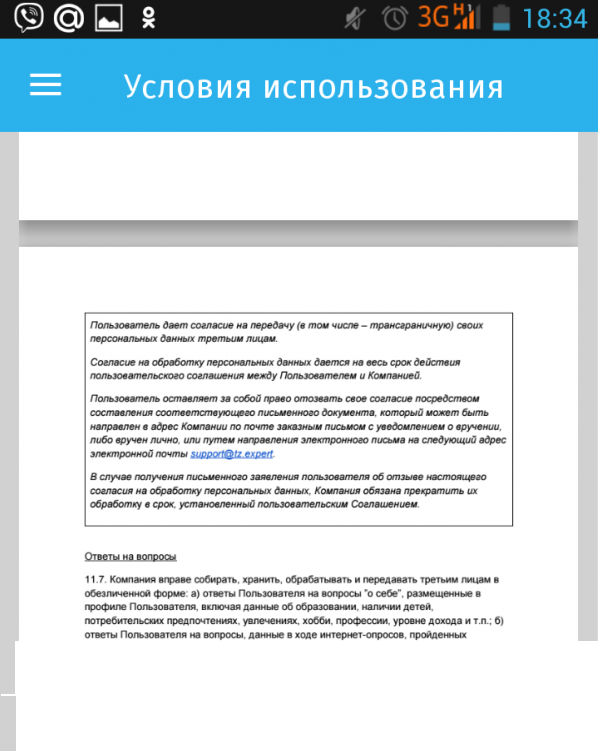 3G H 18:34
Условия использования
Пользователь дает согласие на передачу (в том числе – трансграничную) своих
персональных данных третьим лицам.
Согласие на обработку персональных данных дается на весь срок действия
пользовательского соглашения между Пользователем и Компанией.
Пользователь оставляет за собой право отозвать свое согласие посредством
составления соответствующего письменного документа, который может быть
направлен в адрес Компании по почте заказным письмом с уведомлением о вручении,
либо вручен лично, или путем направления электронного письма на следующий адрес
электронной почты support@tz.expert.
В случае получения письменного заявления пользователя об отзыве настоящего
согласия на обработку персональных данных, Компания обязана прекратить их
обработку в срок, установленный пользовательским Соглашением.
Ответы на вопросы
11.7. Компания вправе собирать, хранить, обрабатывать и передавать третьим лицам в
обезличенной форме: а) ответы Пользователя на вопросы "о себе", размещенные в
профиле Пользователя, включая данные об образовании, наличии детей,
потребительских предпочтениях, увлечениях, хобби, профессии, уровне дохода и т.п.; б)
ответы Пользователя на вопросы, данные в ходе интернет-опросов, пройденных